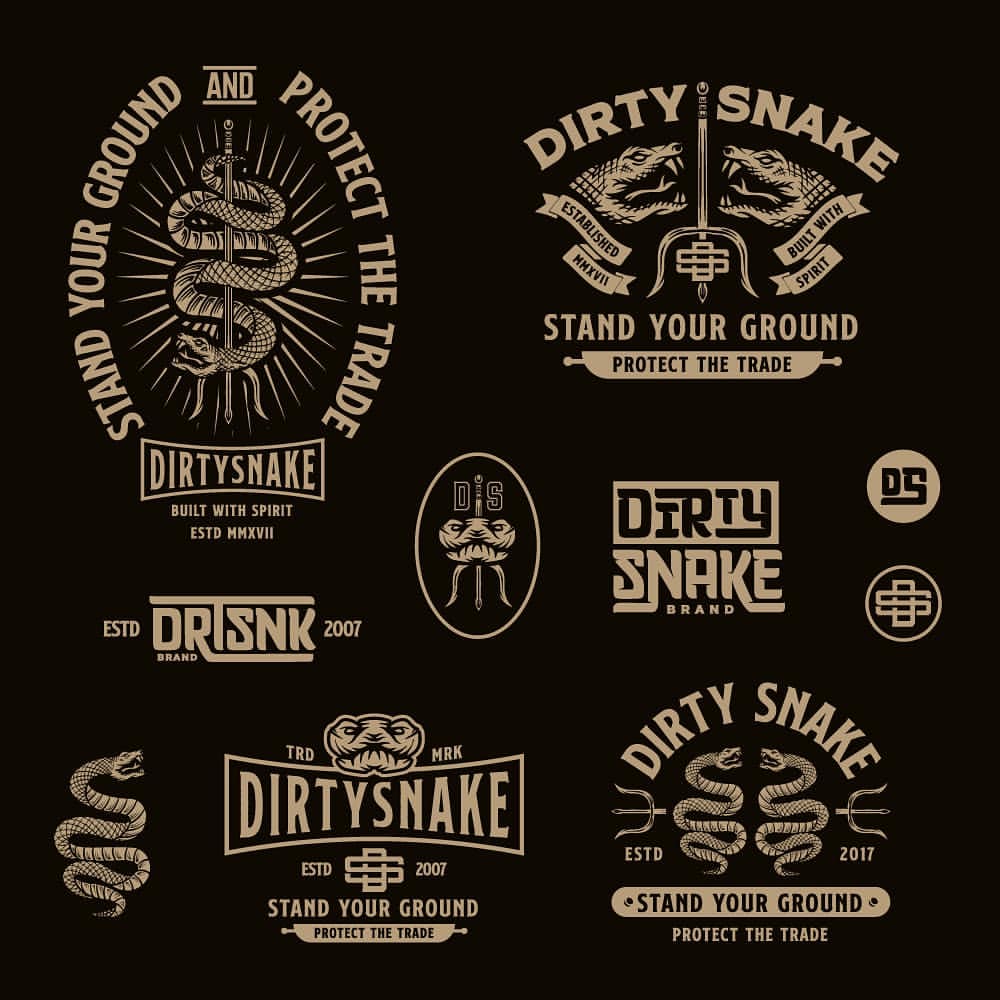 STAND YOUR GROUND AND PROTECT THE TRADE
DIRTYSNAKE
BUILT WITH SPIRIT
ESTD MMXVII
DIRTY SNAKE
ESTABLISHED
MMXVII
BUILT WITH
SPIRIT
STAND YOUR GROUND
PROTECT THE TRADE
D S
DIRTY
SNAKE
BRAND
DS
DS
ESTD DRTSNK 2007
BRAND
TRD MRK
DIRTYSNAKE
ESTD DS 2007
STAND YOUR GROUND
PROTECT THE TRADE
DIRTY SNAKE
ESTD 2017
STAND YOUR GROUND
PROTECT THE TRADE